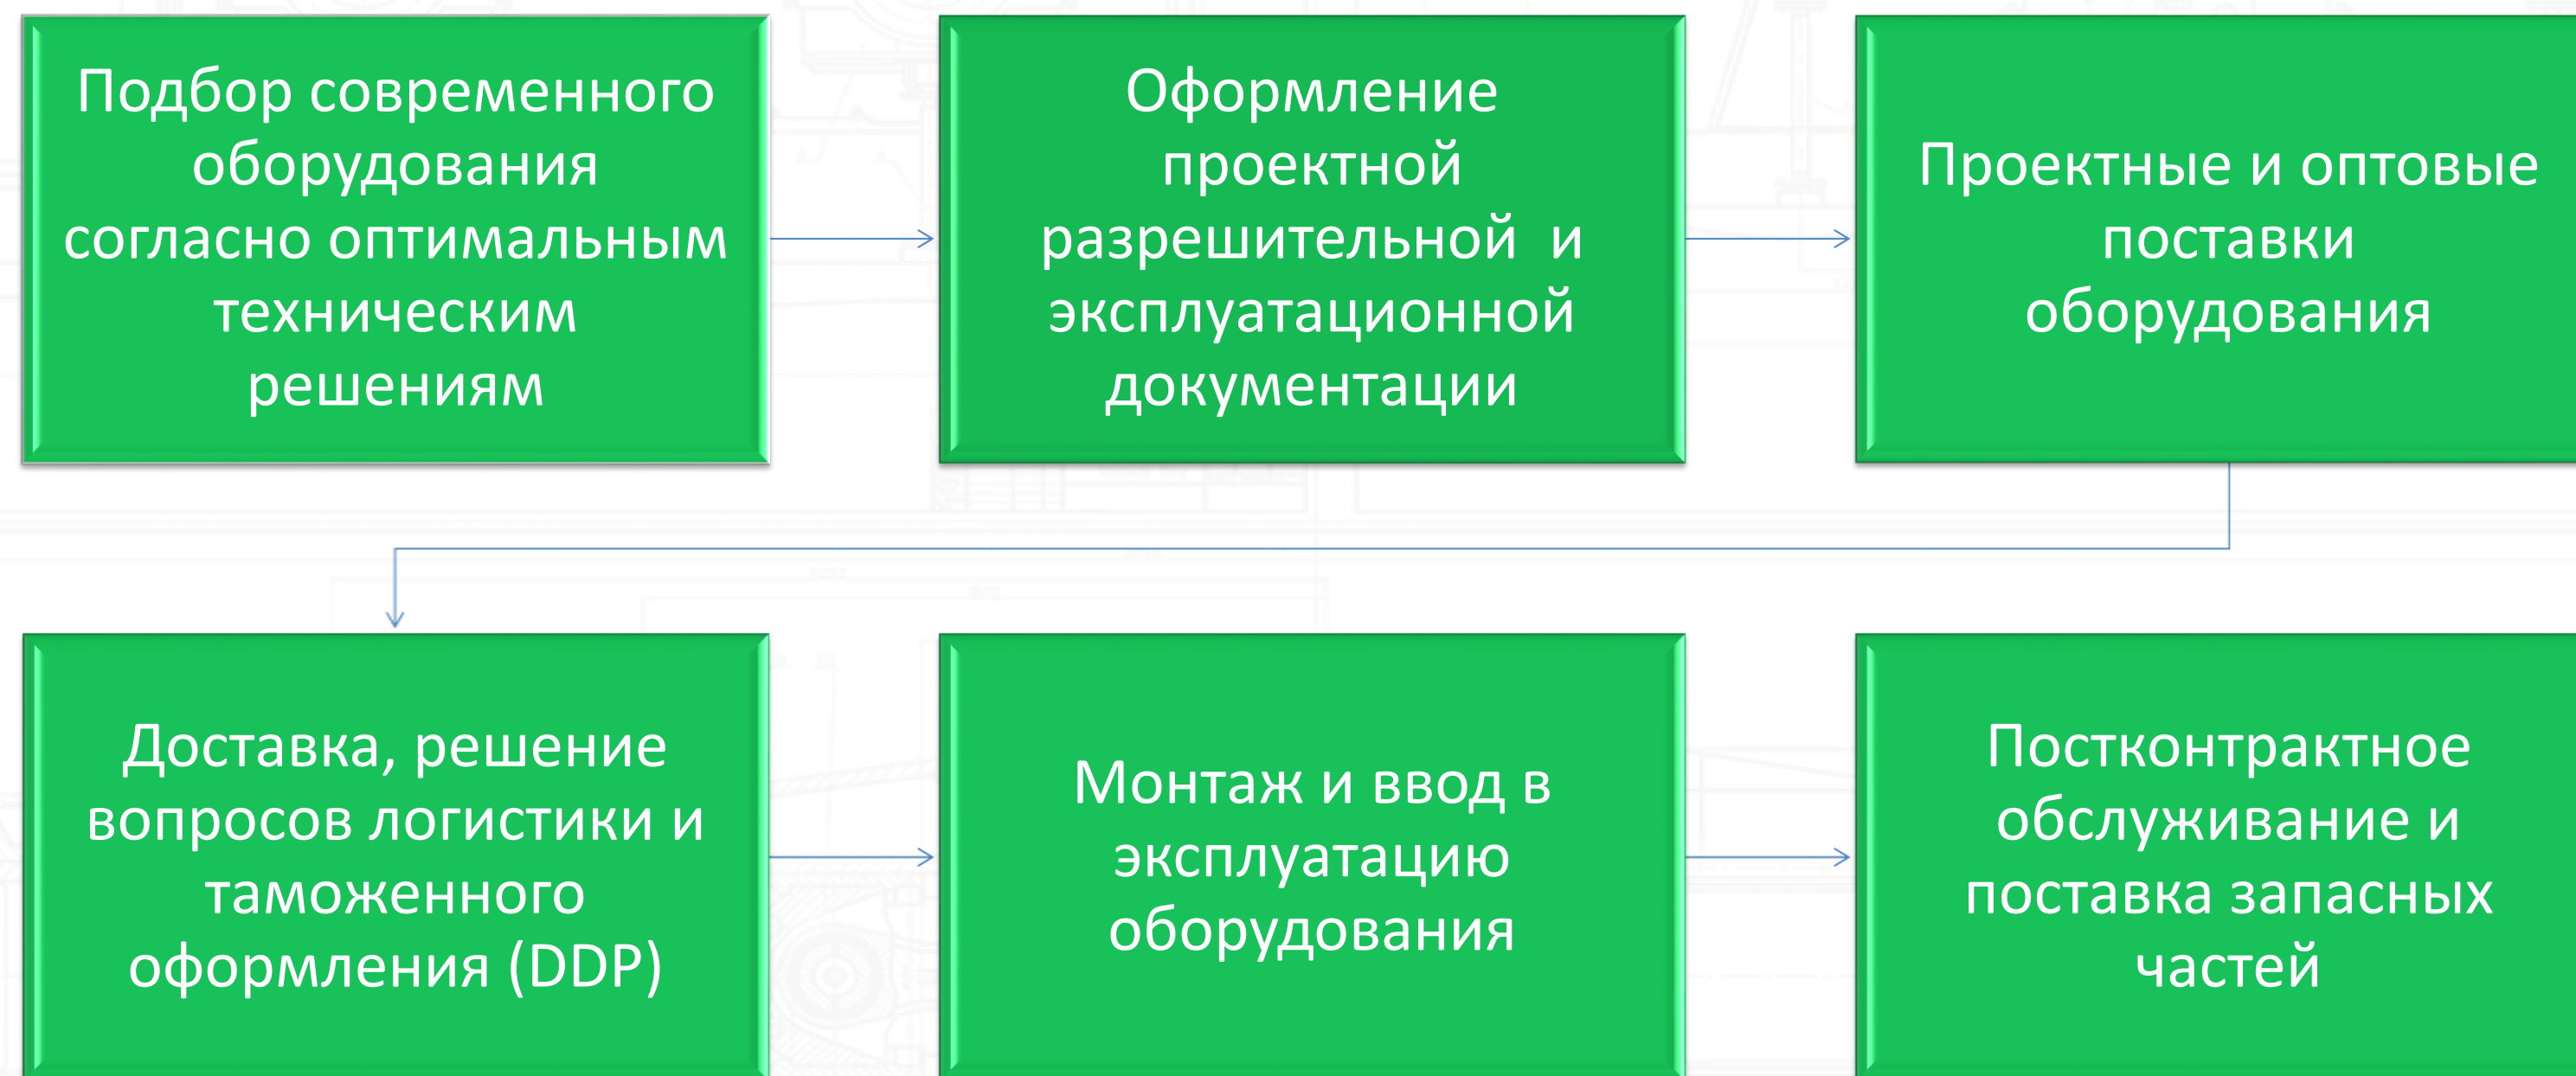 Подбор современного
оборудования
согласно оптимальным
техническим
решениям
Оформление
проектной
разрешительной  и
эксплуатационной
документации
Проектные и оптовые
поставки
оборудования
Доставка, решение
вопросов логистики и
таможенного
оформления (DDP)
Монтаж и ввод в
эксплуатацию
оборудования
Постконтрактное
обслуживание и
поставка запасных
частей